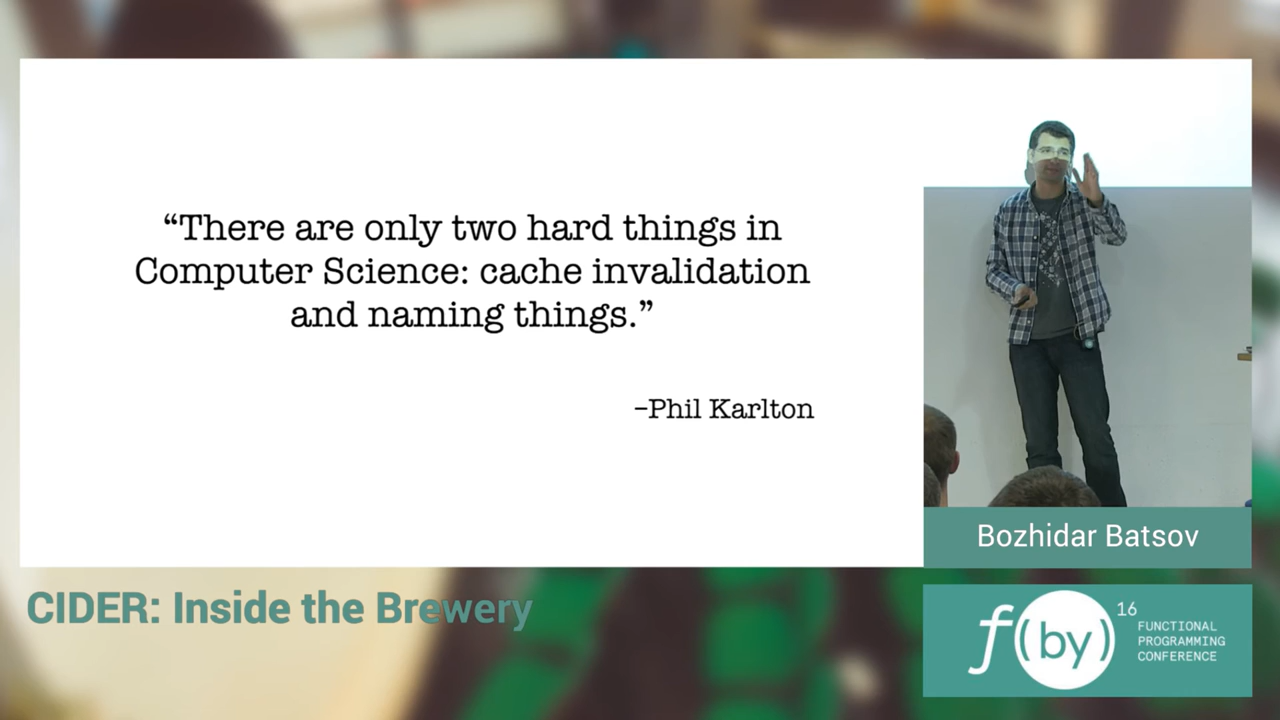 “There are only two hard things in
Computer Science: cache invalidation
and naming things.”
–Phil Karlton
Bozhidar Batsov
CIDER: Inside the Brewery
f(by) 16
FUNCTIONAL
PROGRAMMING
CONFERENCE